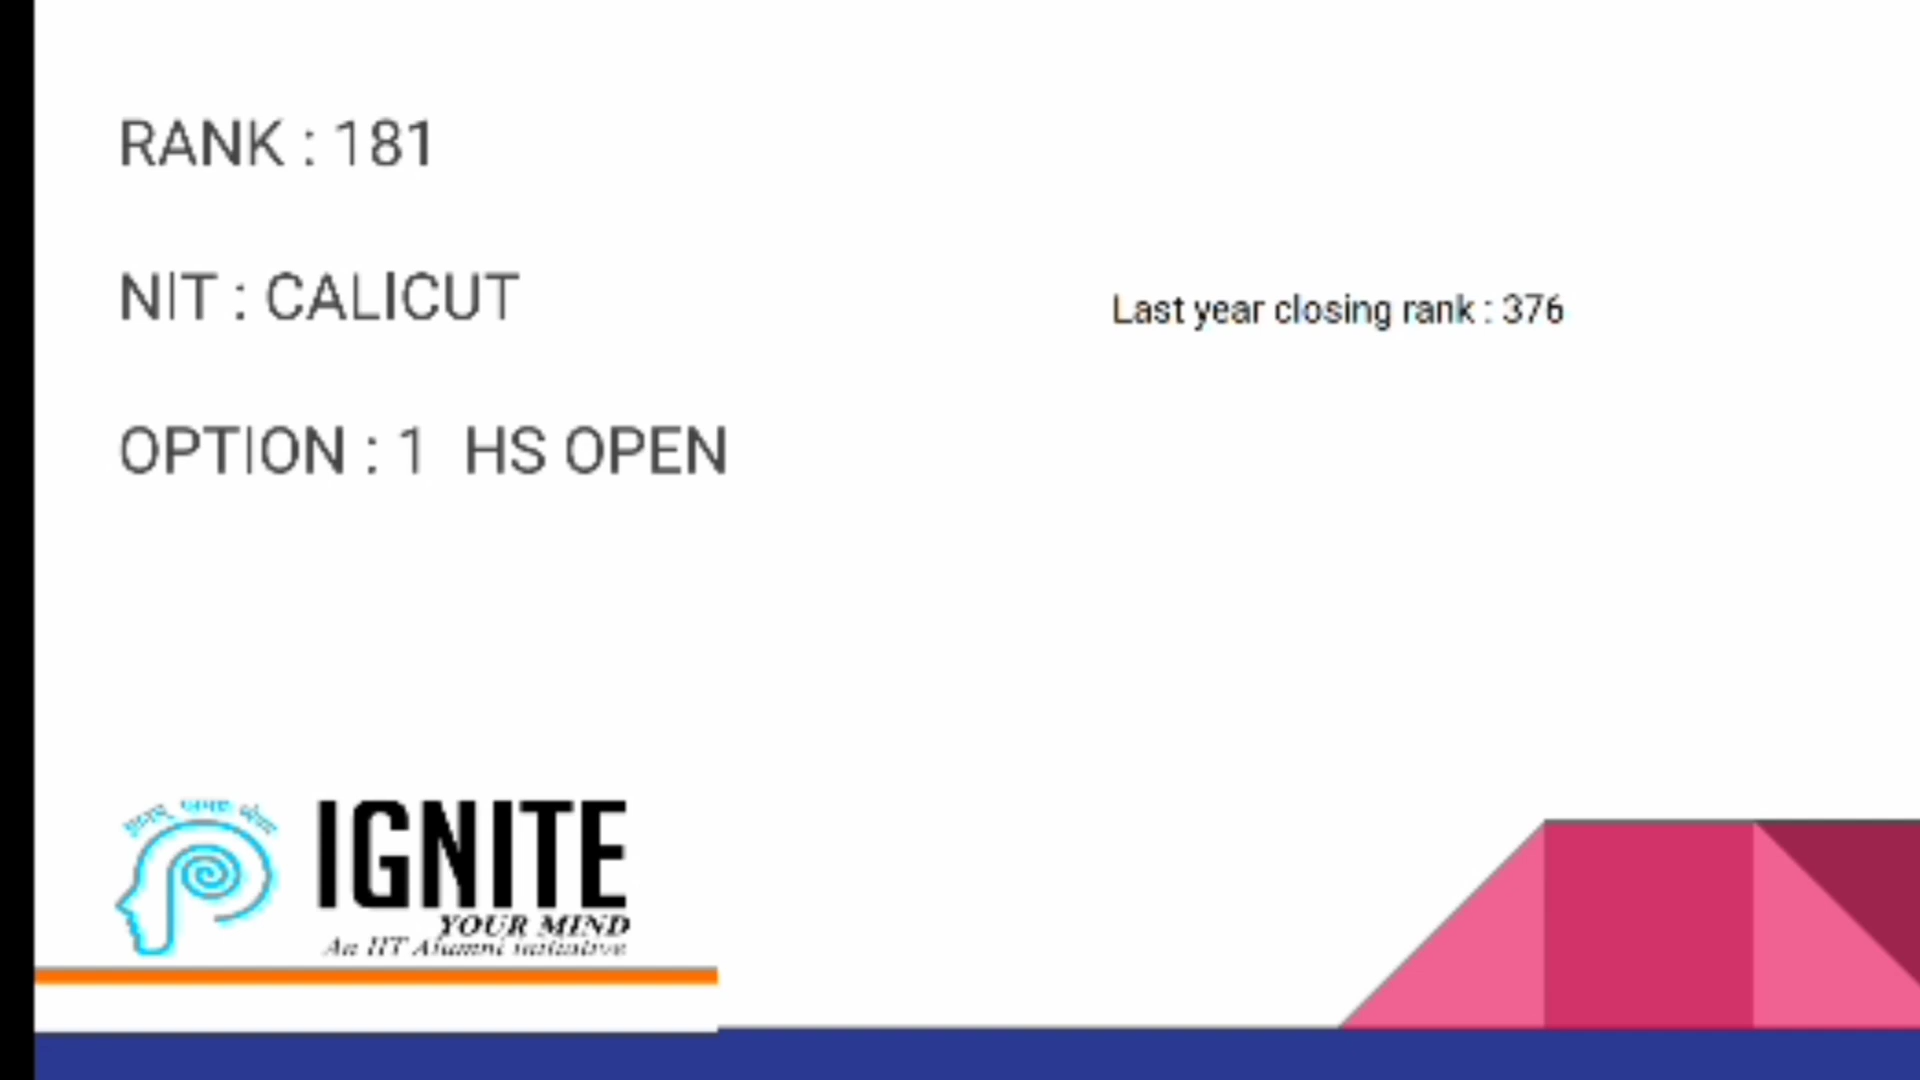 RANK : 181
NIT : CALICUT
Last year closing rank : 376
OPTION : 1 HS OPEN
IGNITE
YOUR MIND
An IIT Alumni initiative